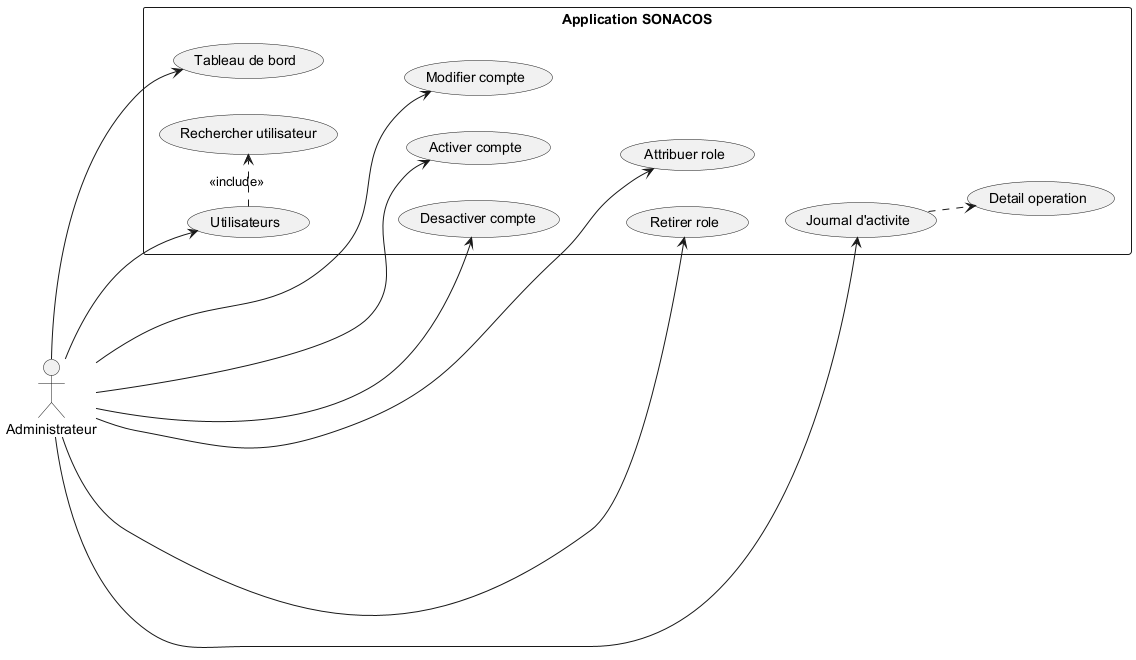 Application SONACOS
Tableau de bord
Modifier compte
Rechercher utilisateur
Activer compte
Attribuer role
«include»
Detail operation
Utilisateurs
Desactiver compte
Retirer role
Journal d'activite
Administrateur